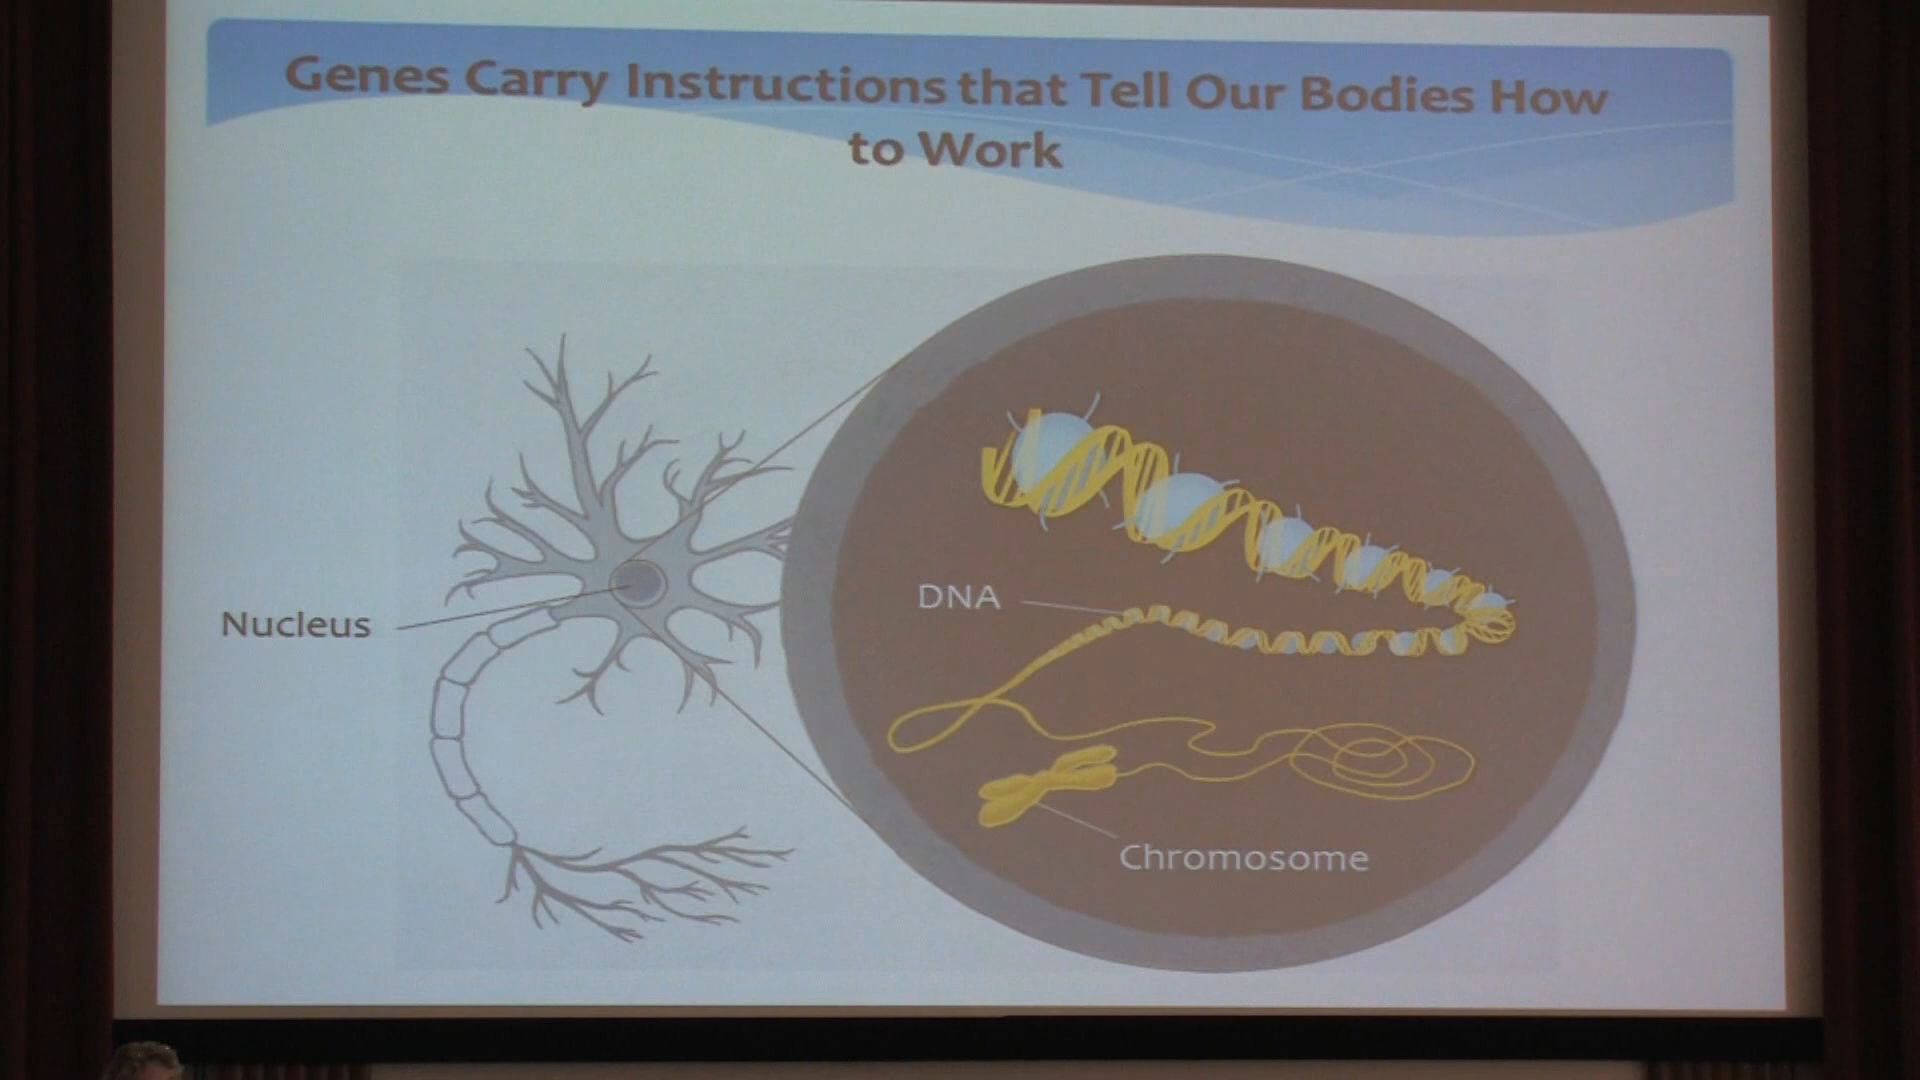 Genes Carry Instructions that Tell Our Bodies How
to Work
Nucleus
DNA
Chromosome